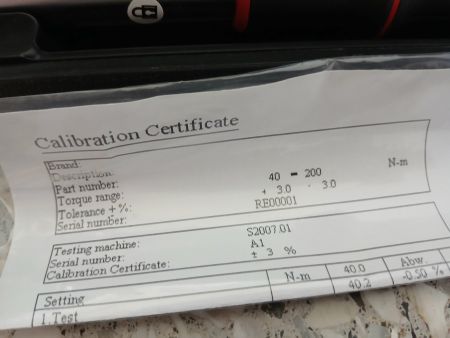 Calibration Certificate
Brand:
Description:
Part number:
Torque range: 40 - 200 N-m
Tolerance + %: + 3.0 - 3.0
Serial number: RE00001
Testing machine: S2007.01
Serial number: A1
Calibration Certificate: ± 3 %
Setting N-m 40.0 Abw.
1.Test 40.2 -0.50 %